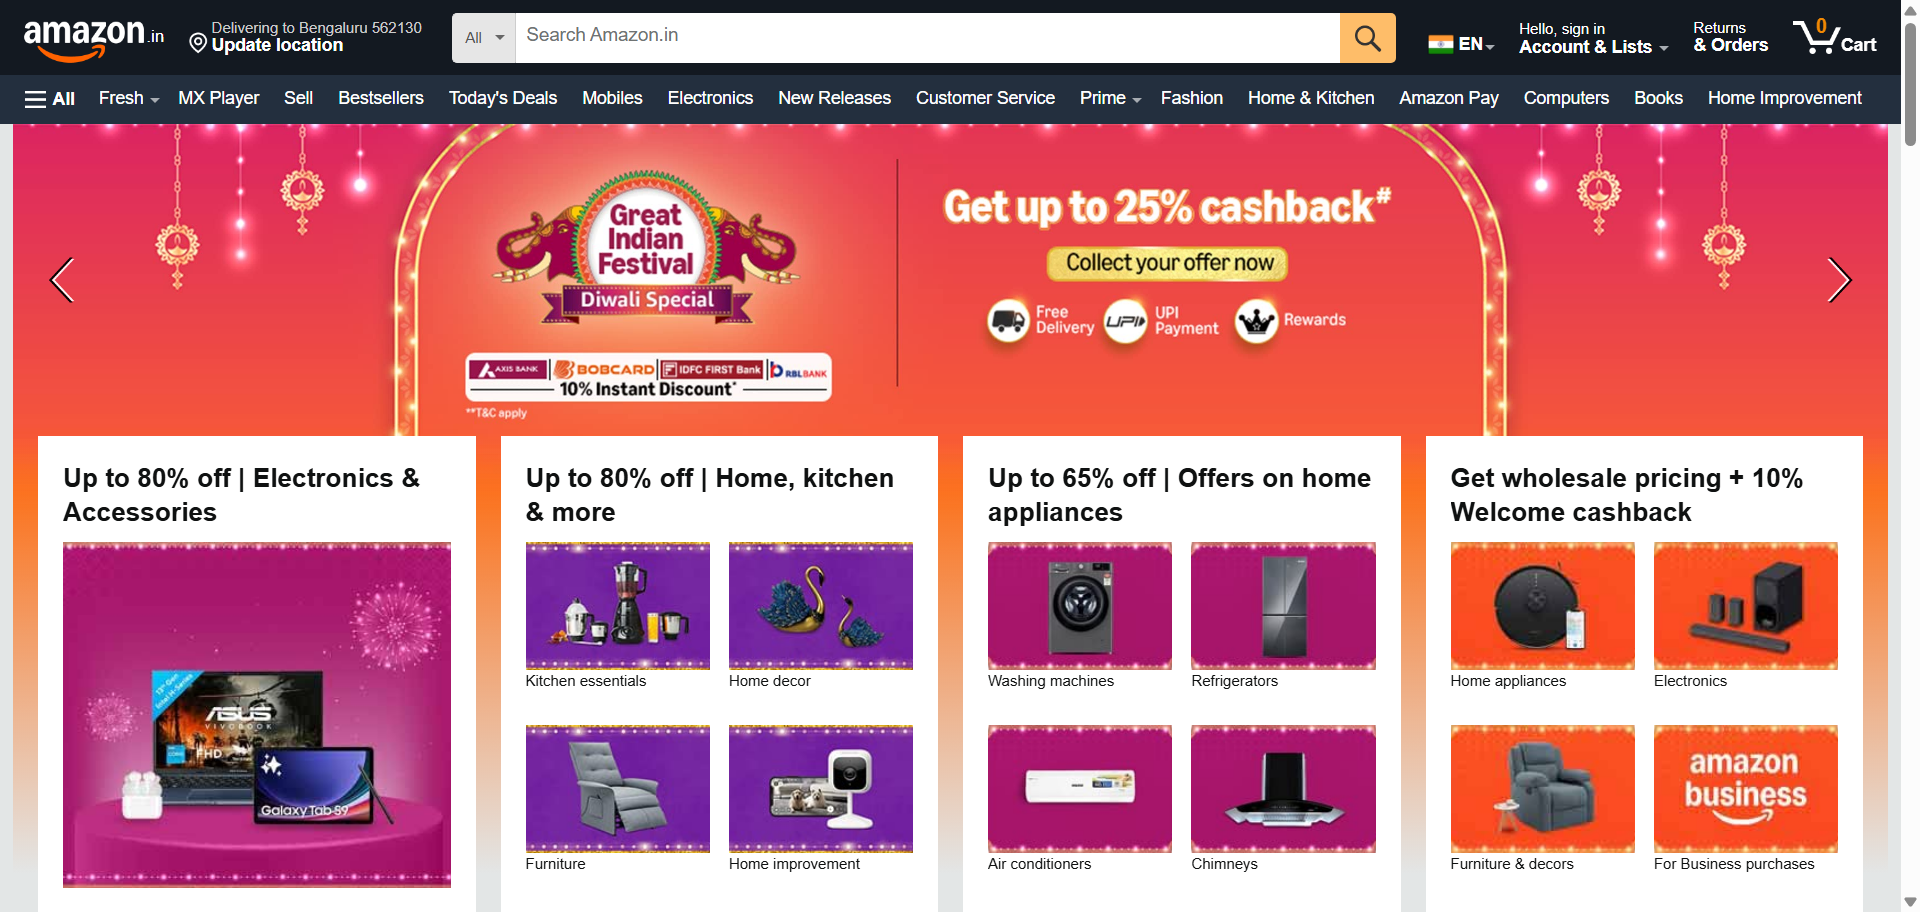 amazon.in
Delivering to Bengaluru 562130
Update location
All
Search Amazon.in
EN
Hello, sign in
Account & Lists
Returns
& Orders
0
Cart
All
Fresh
MX Player
Sell
Bestsellers
Today's Deals
Mobiles
Electronics
New Releases
Customer Service
Prime
Fashion
Home & Kitchen
Amazon Pay
Computers
Books
Home Improvement
Great
Indian
Festival
Diwali Special
AXIS BANK
BOBCARD
IDFC FIRST Bank
RBLBANK
10% Instant Discount*
**T&C apply
Get up to 25% cashback#
Collect your offer now
Free
Delivery
UPI
UPI
Payment
Rewards
Up to 80% off | Electronics &
Accessories
13th Gen
Intel H-Series
ASUS
VIVOBOOK
FHD
Galaxy Tab S9
Up to 80% off | Home, kitchen
& more
Kitchen essentials
Home decor
Furniture
Home improvement
Up to 65% off | Offers on home
appliances
Washing machines
Refrigerators
Air conditioners
Chimneys
Get wholesale pricing + 10%
Welcome cashback
Home appliances
Electronics
amazon
business
Furniture & decors
For Business purchases